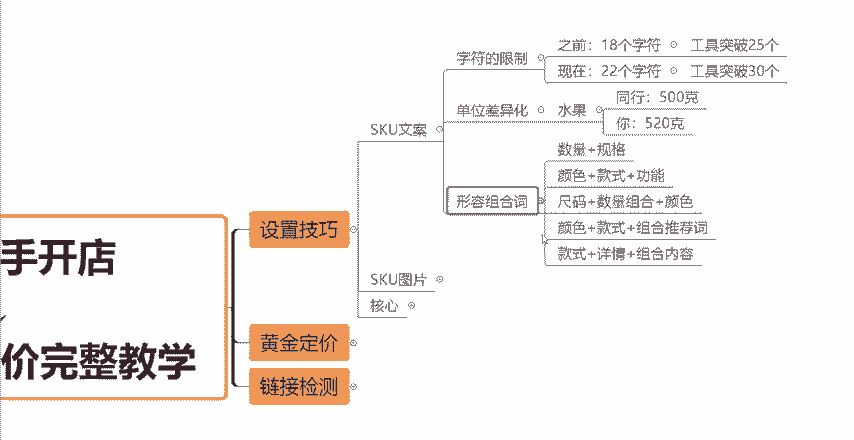 手开店
价完整教学
设置技巧
SKU文案
字符的限制
之前：18个字符
工具突破25个
现在：22个字符
工具突破30个
单位差异化
水果
同行：500克
你：520克
形容组合词
数量+规格
颜色+款式+功能
尺码+数量组合+颜色
颜色+款式+组合推荐词
款式+详情+组合内容
SKU图片
核心
黄金定价
链接检测